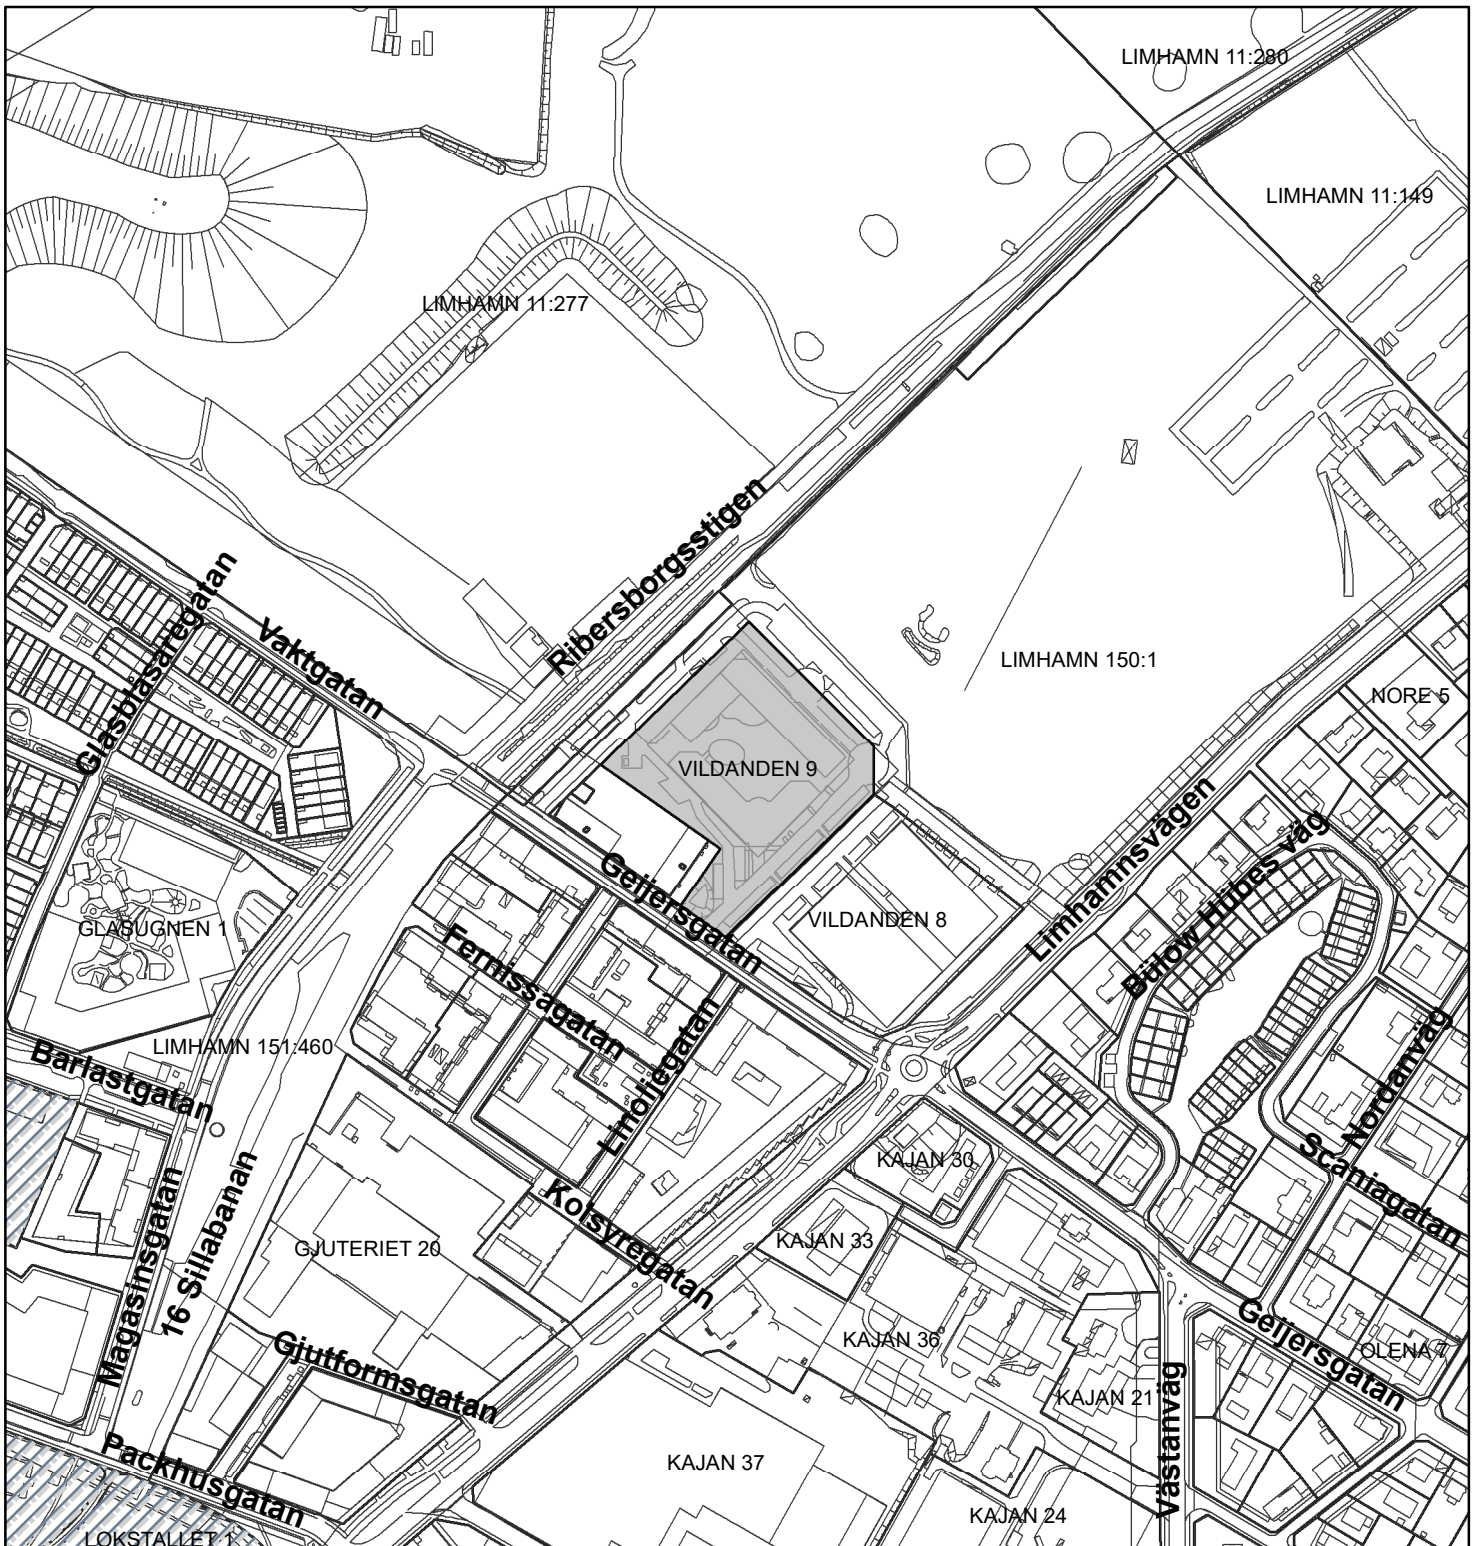 LIMHAMN 11:280
LIMHAMN 11:149
LIMHAMN 11:277
Ribersborgsstigen
Glasblåsaregatan
Vaktgatan
LIMHAMN 150:1
NORE 5
VILDANDEN 9
Limhamnsvägen
Bülow Hübes väg
Geijersgatan
VILDANDEN 8
GLASUGNEN 1
Fernissagatan
Linoljegatan
Nordanväg
LIMHAMN 151:460
Barlastgatan
Scaniagatan
KAJAN 30
Magasinsgatan
16 Sillabanan
Kolsyregatan
KAJAN 33
GJUTERIET 20
KAJAN 36
Geijersgatan
OLENA 7
Gjutformsgatan
KAJAN 21
Västanväg
KAJAN 37
Packhusgatan
KAJAN 24
LOKSTALLET 1